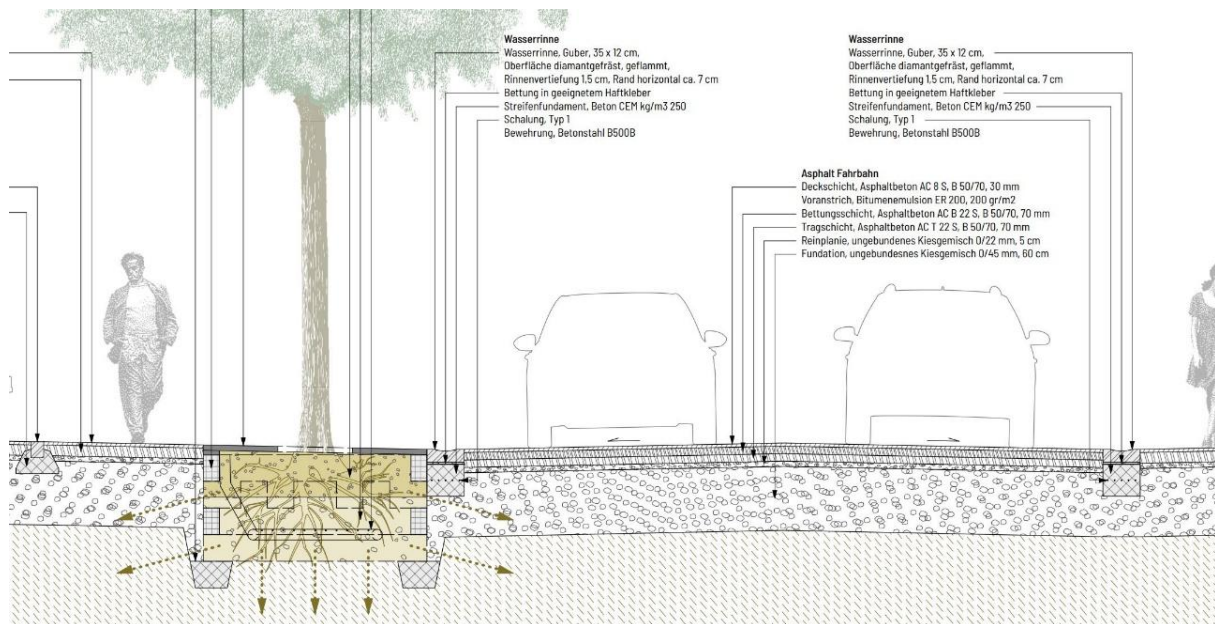 Wasserrinne
Wasserrinne, Guber, 35 x 12 cm,
Oberfläche diamantgefräst, geflammt,
Rinnenvertiefung 1,5 cm, Rand horizontal ca. 7 cm
Bettung in geeignetem Haftkleber
Streifenfundament, Beton CEM kg/m3 250
Schalung, Typ 1
Bewehrung, Betonstahl B500B
Wasserrinne
Wasserrinne, Guber, 35 x 12 cm,
Oberfläche diamantgefräst, geflammt,
Rinnenvertiefung 1,5 cm, Rand horizontal ca. 7 cm
Bettung in geeignetem Haftkleber
Streifenfundament, Beton CEM kg/m3 250
Schalung, Typ 1
Bewehrung, Betonstahl B500B
Asphalt Fahrbahn
Deckschicht, Asphaltbeton AC 8 S, B 50/70, 30 mm
Voranstrich, Bitumenemulsion ER 200, 200 gr/m2
Bettungsschicht, Asphaltbeton AC B 22 S, B 50/70, 70 mm
Tragschicht, Asphaltbeton AC T 22 S, B 50/70, 70 mm
Reinplanie, ungebundenes Kiesgemisch 0/22 mm, 5 cm
Fundation, ungebundesnes Kiesgemisch 0/45 mm, 60 cm